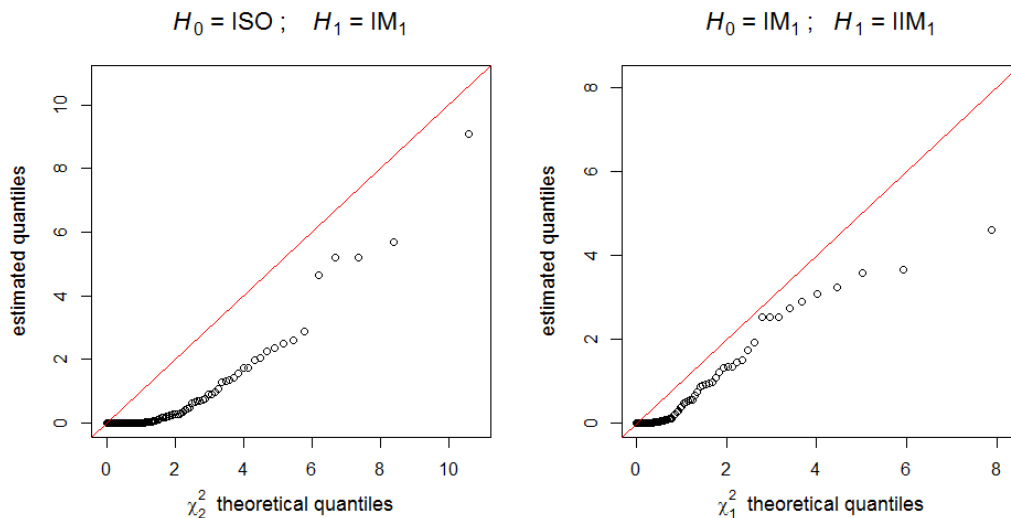 H₀ = ISO ; H₁ = IM₁
estimated quantiles
10
8
6
4
2
0
0 2 4 6 8 10
χ²₂ theoretical quantiles
H₀ = IM₁ ; H₁ = IIM₁
estimated quantiles
8
6
4
2
0
0 2 4 6 8
χ²₁ theoretical quantiles